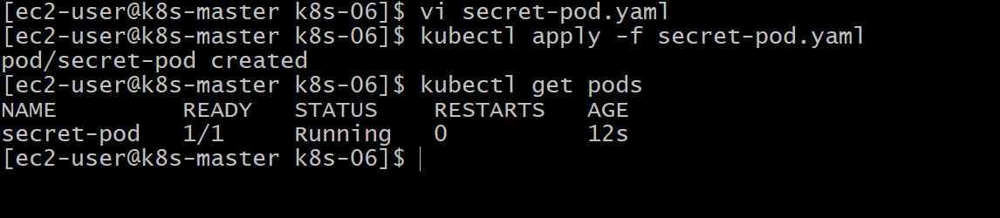 [ec2-user@k8s-master k8s-06]$ vi secret-pod.yaml
[ec2-user@k8s-master k8s-06]$ kubectl apply -f secret-pod.yaml
pod/secret-pod created
[ec2-user@k8s-master k8s-06]$ kubectl get pods
NAME READY STATUS RESTARTS AGE
secret-pod 1/1 Running 0 12s
[ec2-user@k8s-master k8s-06]$